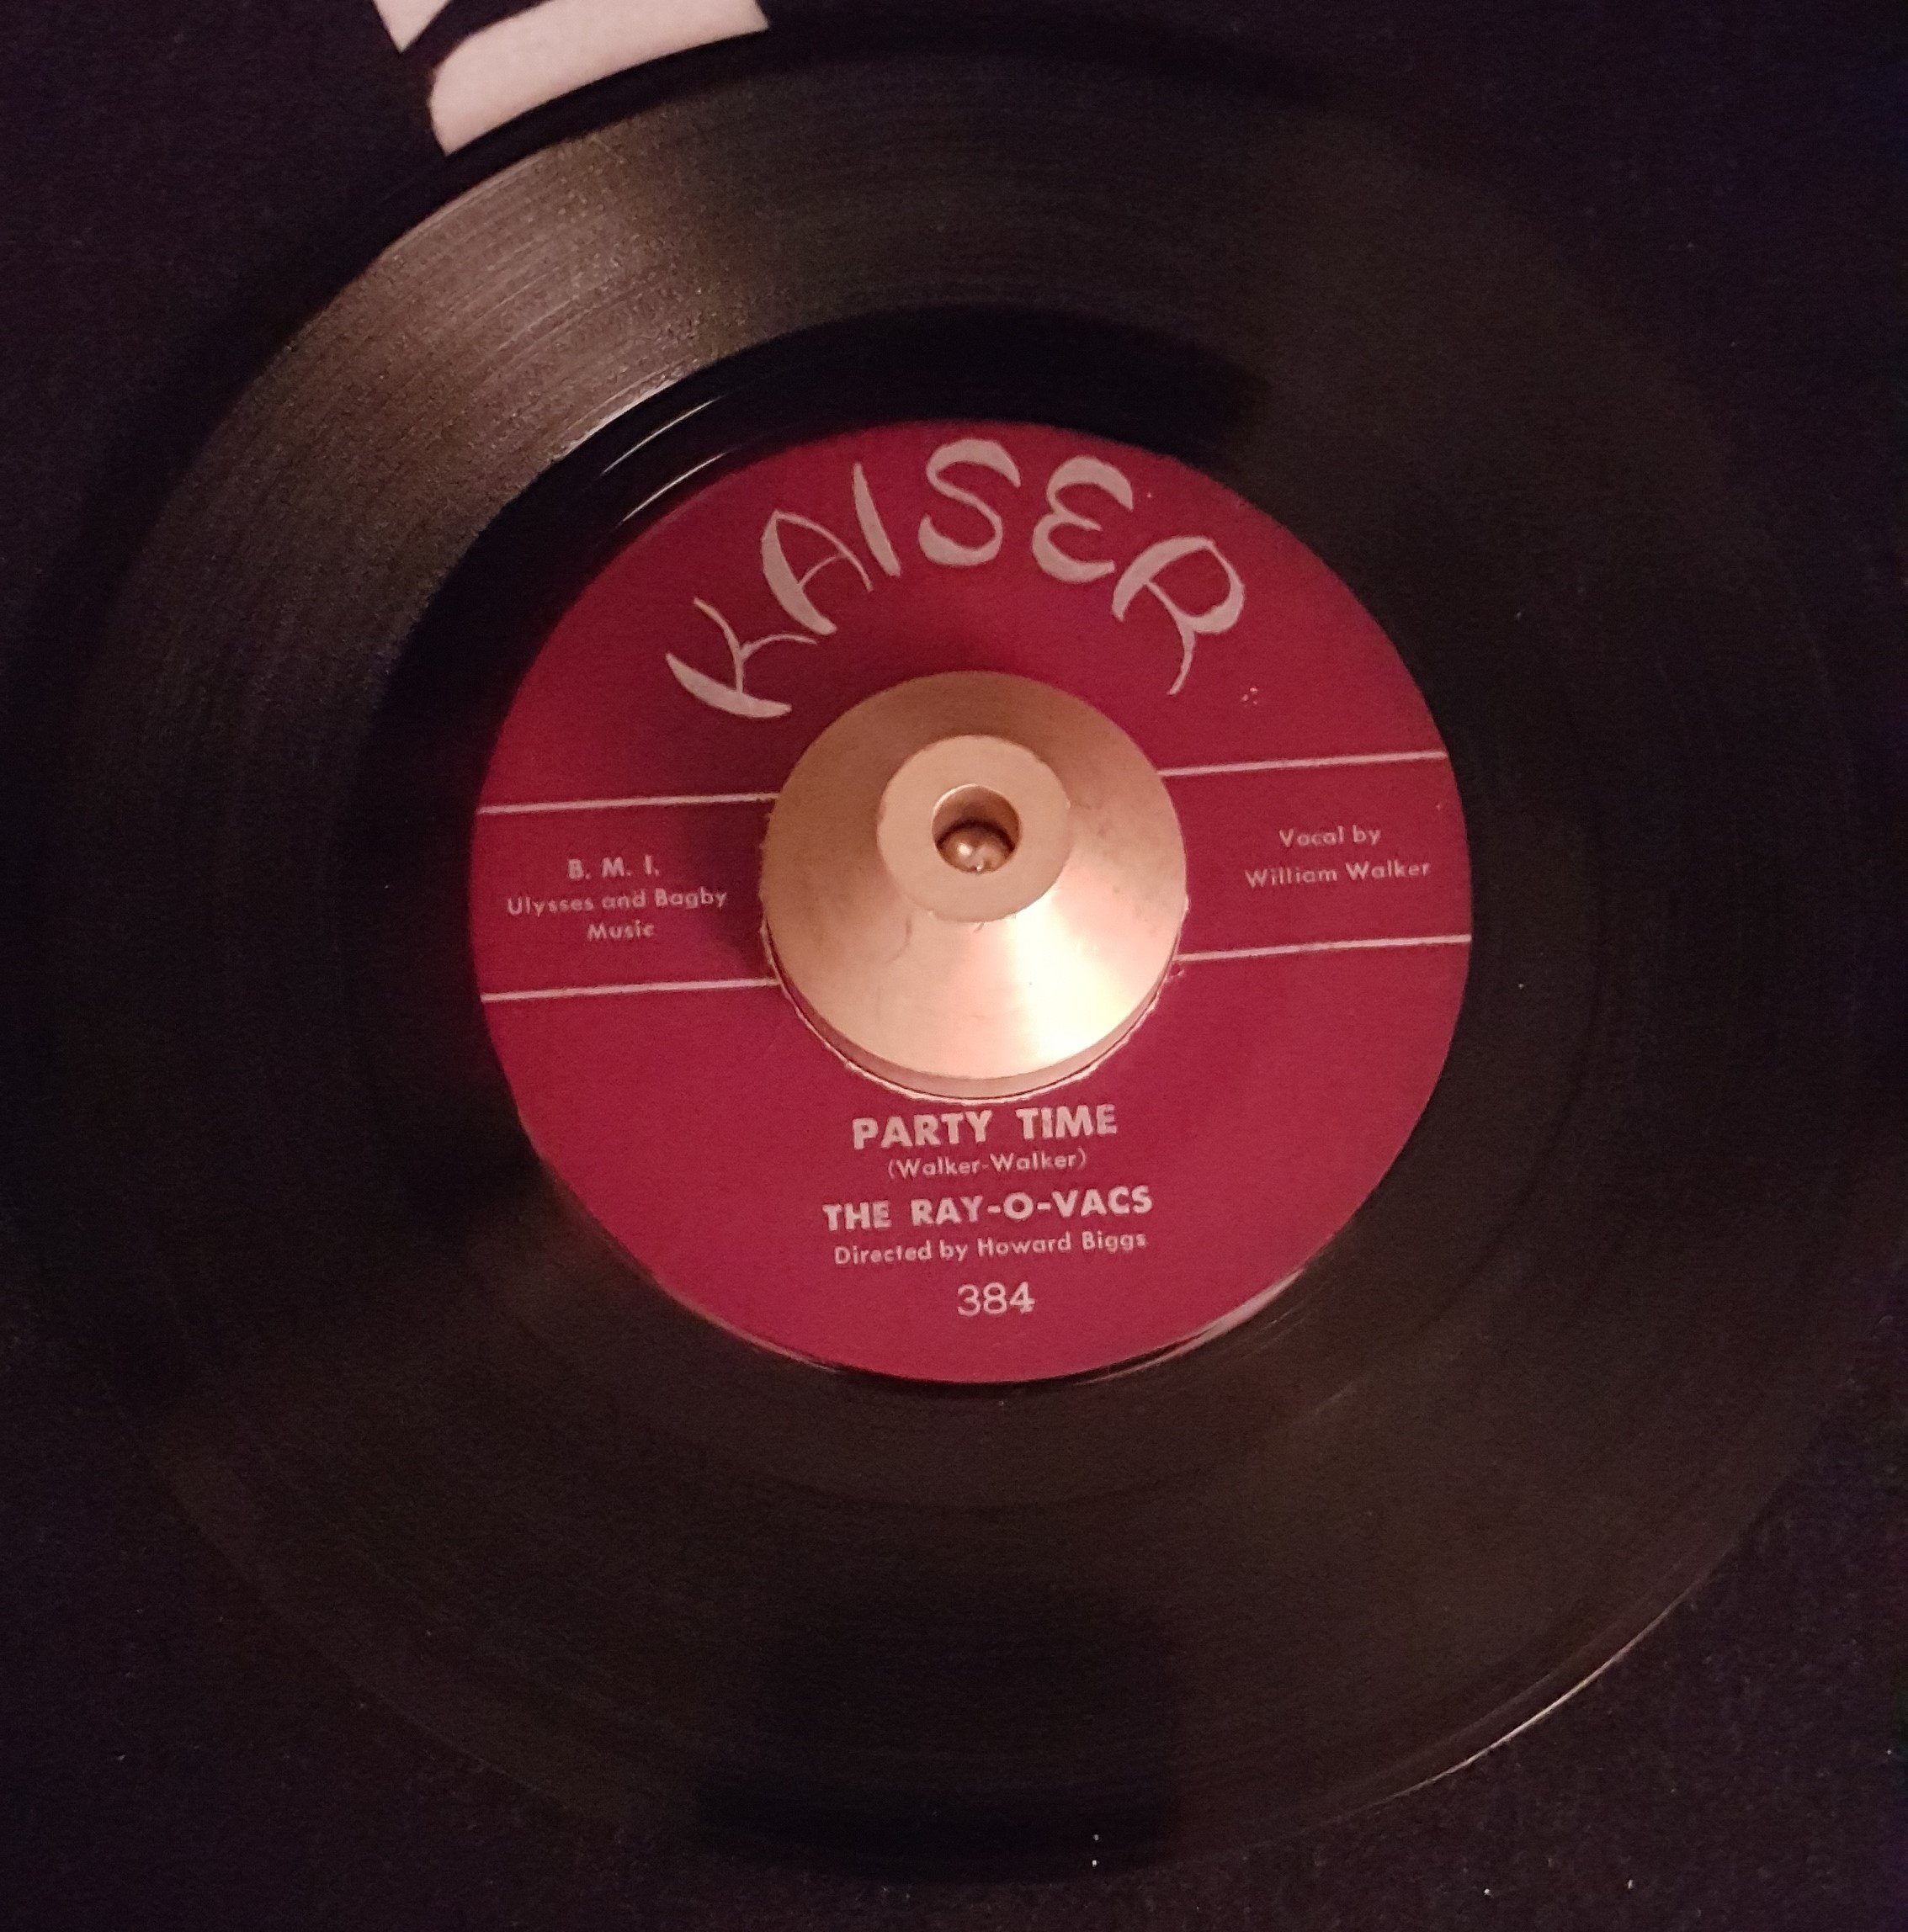 KAISER
B. M. I.
Ulysses and Bagby
Music
Vocal by
William Walker
PARTY TIME
(Walker-Walker)
THE RAY-O-VACS
Directed by Howard Biggs
384